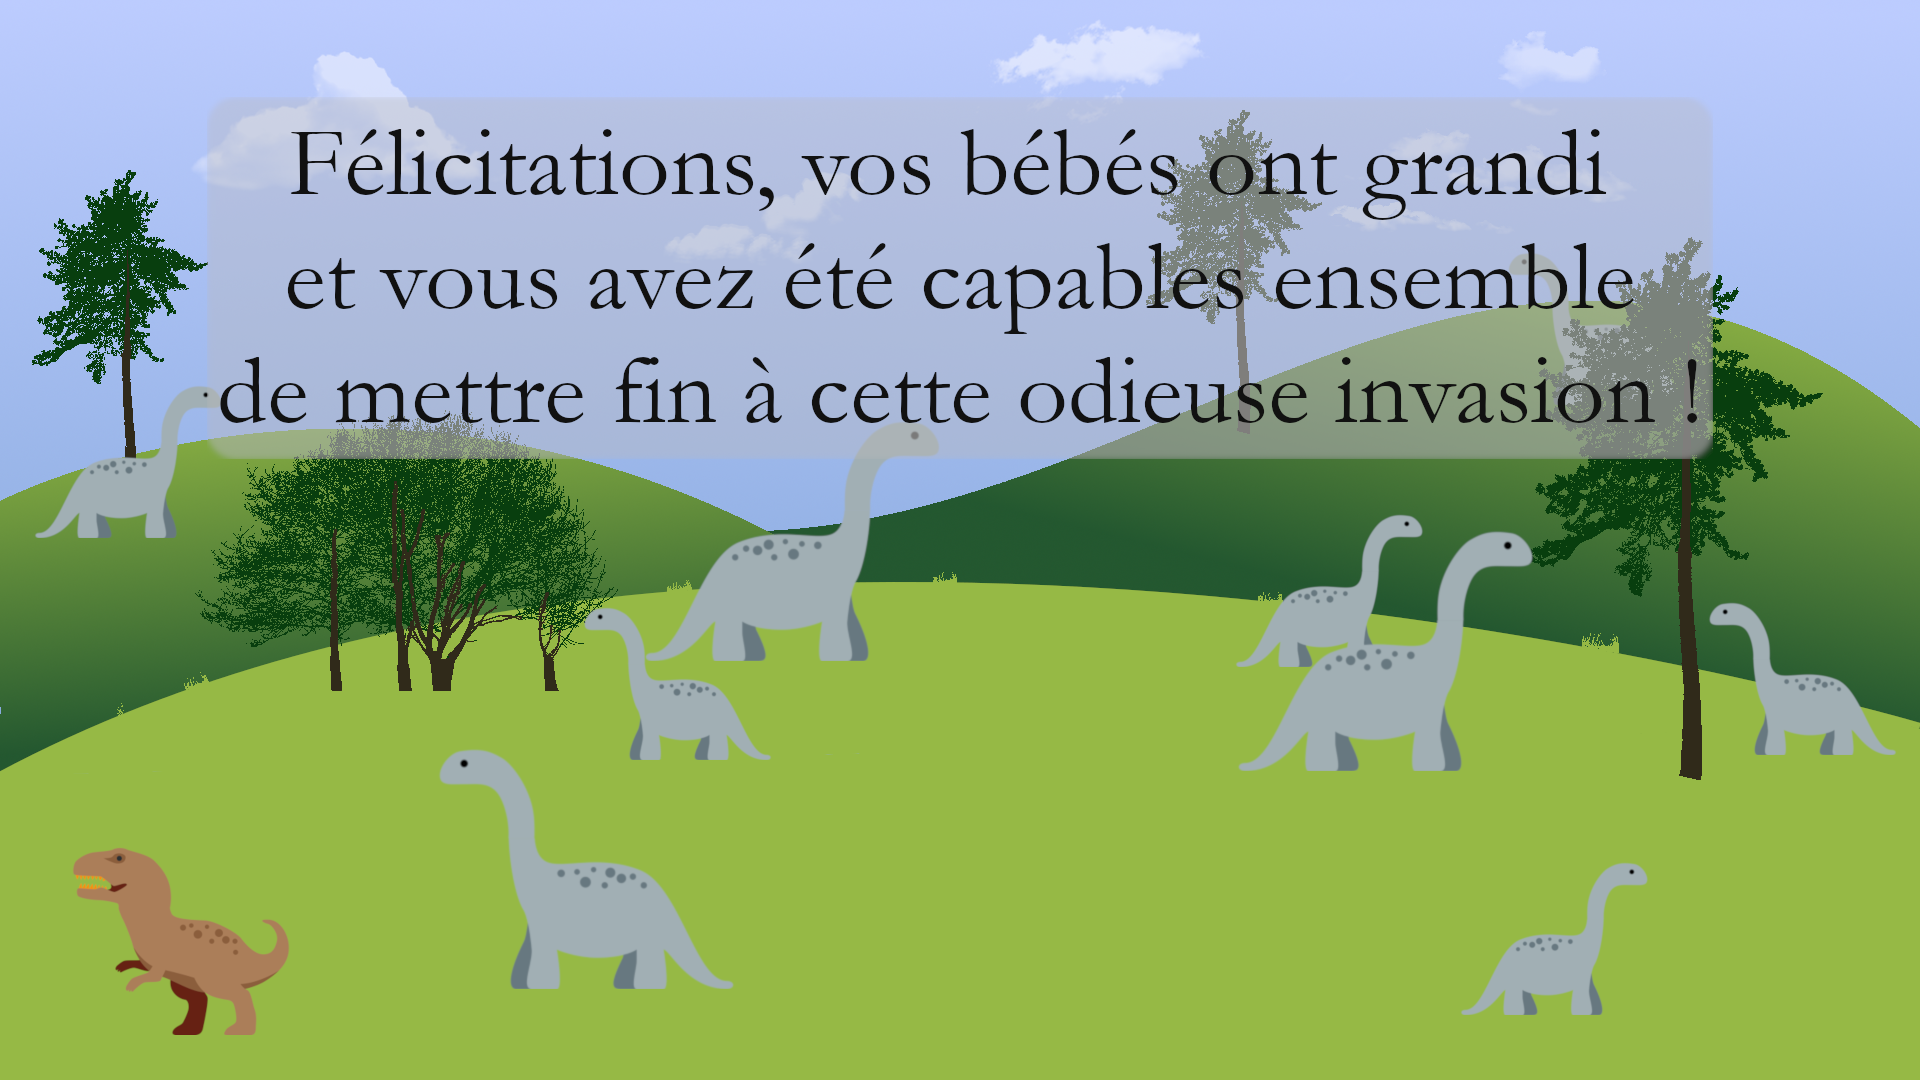 Félicitations, vos bébés ont grandi
et vous avez été capables ensemble
de mettre fin à cette odieuse invasion !